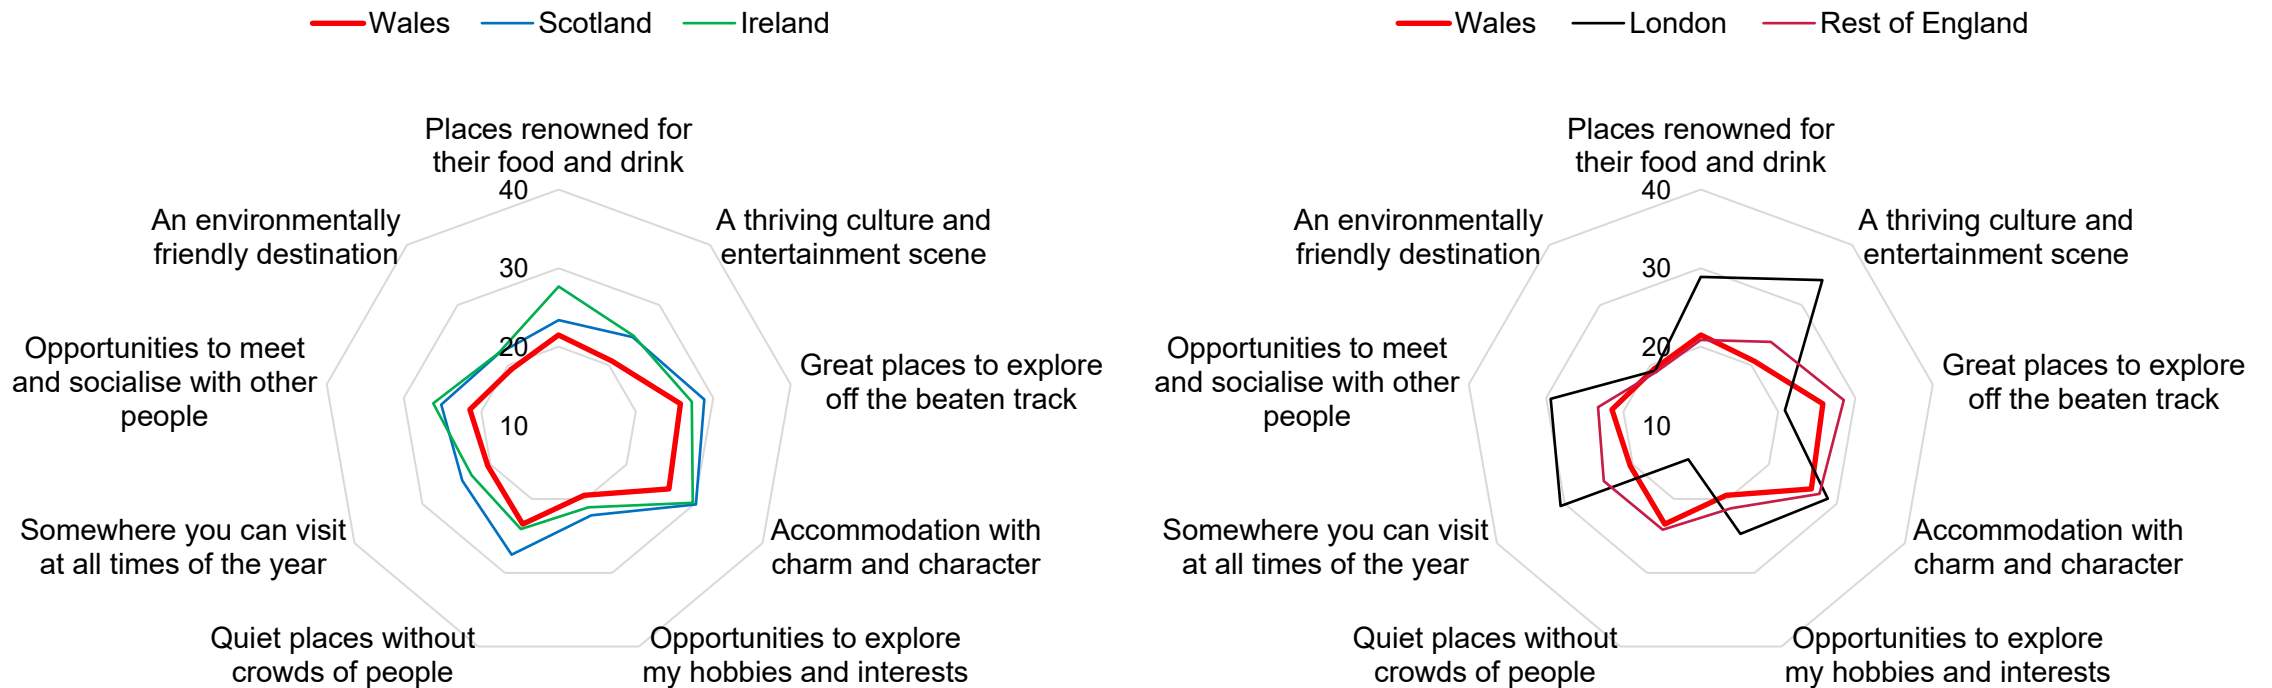 Wales Scotland Ireland
Places renowned for
their food and drink
40
An environmentally
friendly destination
A thriving culture and
entertainment scene
30
20
Opportunities to meet
and socialise with other
people
Great places to explore
off the beaten track
10
Somewhere you can visit
at all times of the year
Accommodation with
charm and character
Quiet places without
crowds of people
Opportunities to explore
my hobbies and interests
Wales London Rest of England
Places renowned for
their food and drink
40
An environmentally
friendly destination
A thriving culture and
entertainment scene
30
20
Opportunities to meet
and socialise with other
people
Great places to explore
off the beaten track
10
Somewhere you can visit
at all times of the year
Accommodation with
charm and character
Quiet places without
crowds of people
Opportunities to explore
my hobbies and interests